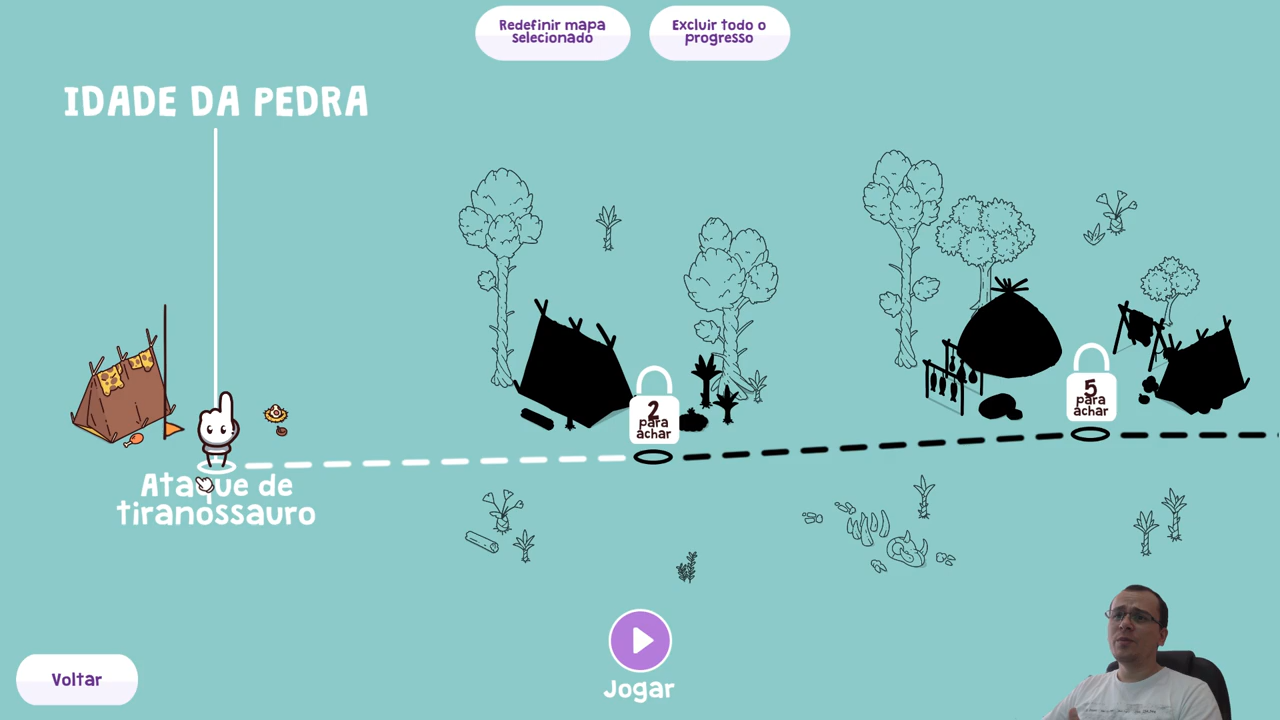 Redefinir mapa
selecionado
Excluir todo o
progresso
IDADE DA PEDRA
2
para
achar
5
para
achar
Ataque de
tiranossauro
Voltar
Jogar